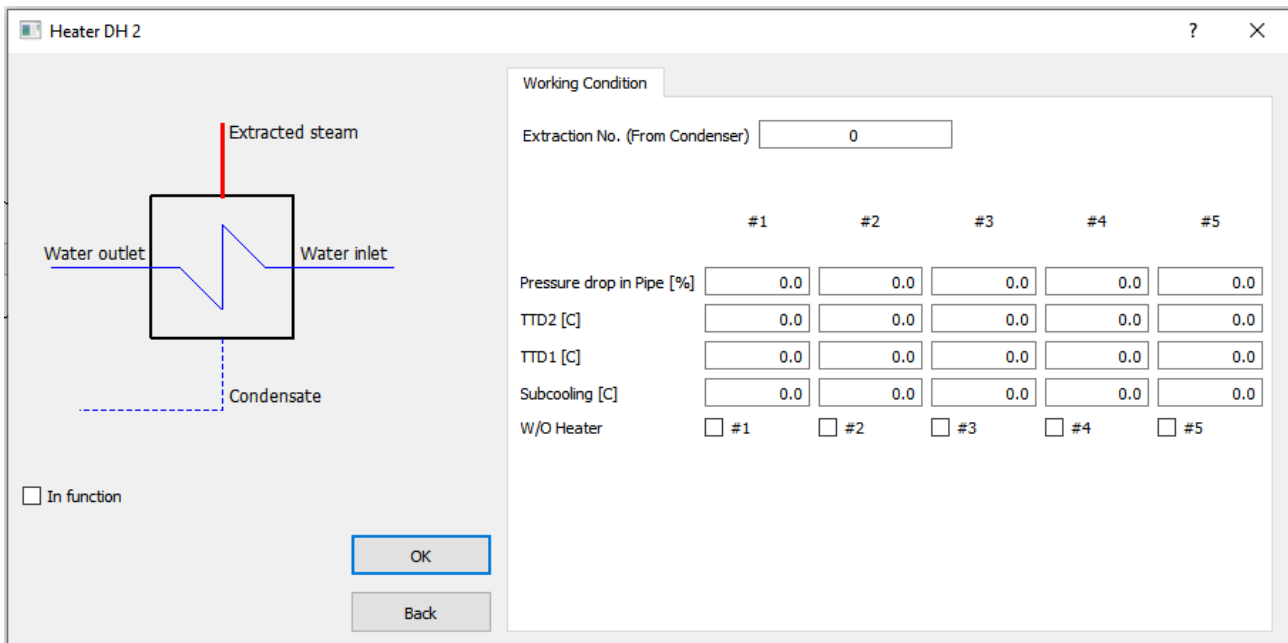 Heater DH 2
?
Extracted steam
Water outlet
Water inlet
Condensate
In function
OK
Back
Working Condition
Extraction No. (From Condenser) 0
#1 #2 #3 #4 #5
Pressure drop in Pipe [%] 0.0 0.0 0.0 0.0 0.0
TTD2 [C] 0.0 0.0 0.0 0.0 0.0
TTD1 [C] 0.0 0.0 0.0 0.0 0.0
Subcooling [C] 0.0 0.0 0.0 0.0 0.0
W/O Heater #1 #2 #3 #4 #5